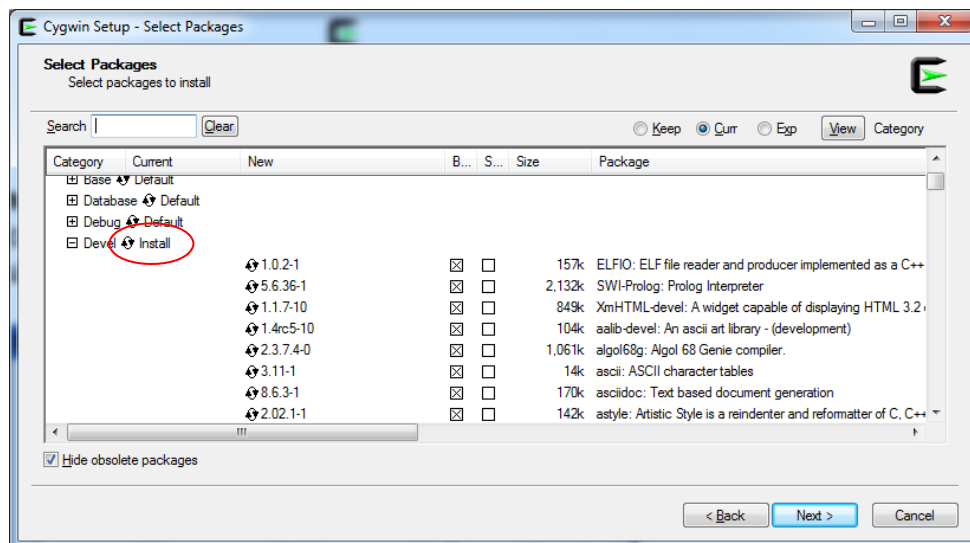 Cygwin Setup - Select Packages
Select Packages
Select packages to install
Search Clear Keep Curr Exp View Category
Category Current New B... S... Size Package
Base Default
Database Default
Debug Default
Devel Install
1.0.2-1 157k ELFIO: ELF file reader and producer implemented as a C++
5.6.36-1 2,132k SWI-Prolog: Prolog Interpreter
1.1.7-10 849k XmHTML-devel: A widget capable of displaying HTML 3.2
1.4rc5-10 104k aalib-devel: An ascii art library - (development)
2.3.7.4-0 1,061k algol68g: Algol 68 Genie compiler.
3.11-1 14k ascii: ASCII character tables
8.6.3-1 170k asciidoc: Text based document generation
2.02.1-1 142k astyle: Artistic Style is a reindenter and reformatter of C, C++
Hide obsolete packages
< Back Next > Cancel